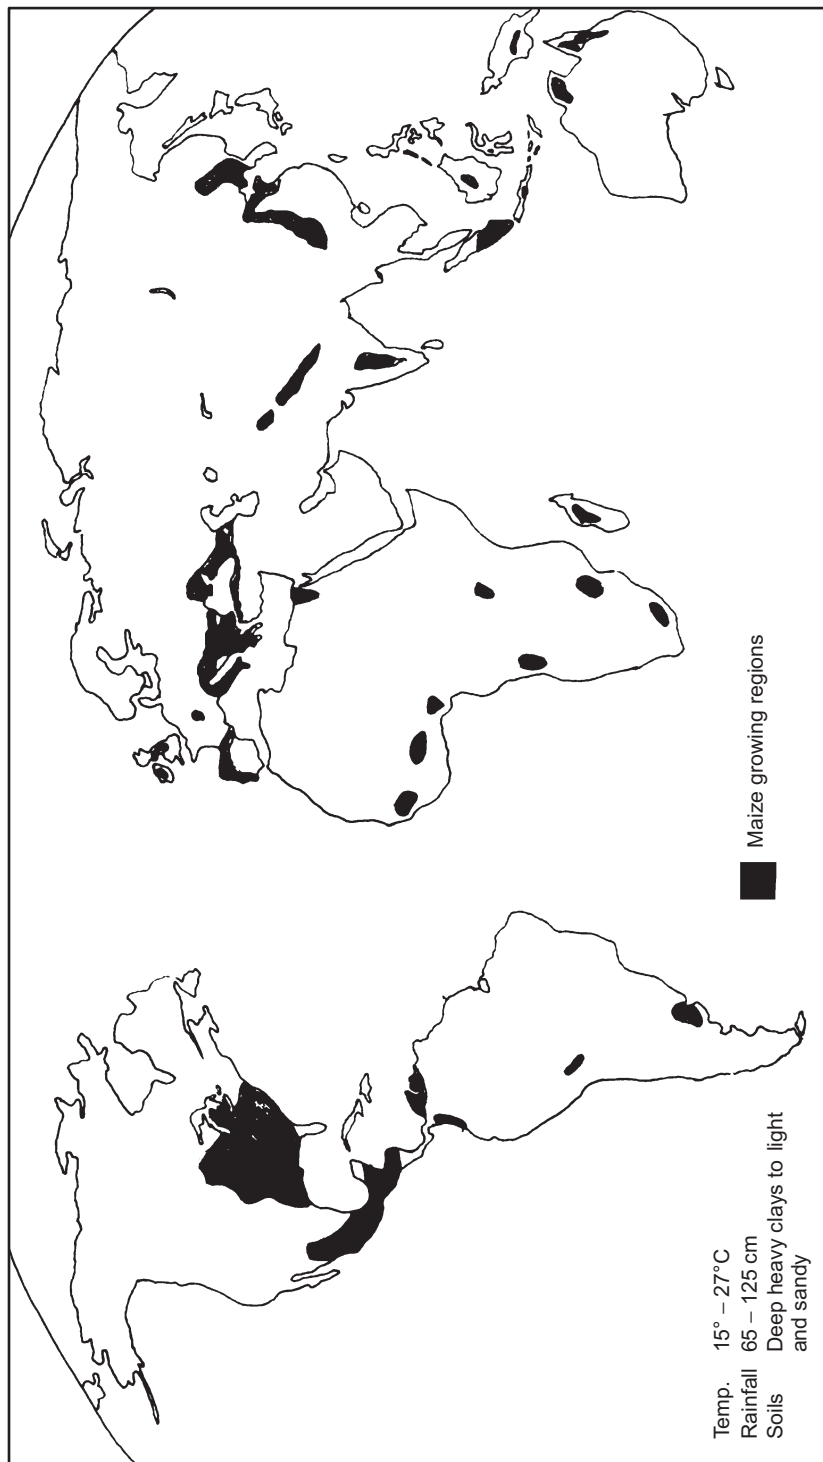 Temp. 15° – 27°C
Rainfall 65 – 125 cm
Soils Deep heavy clays to light
and sandy
Maize growing regions